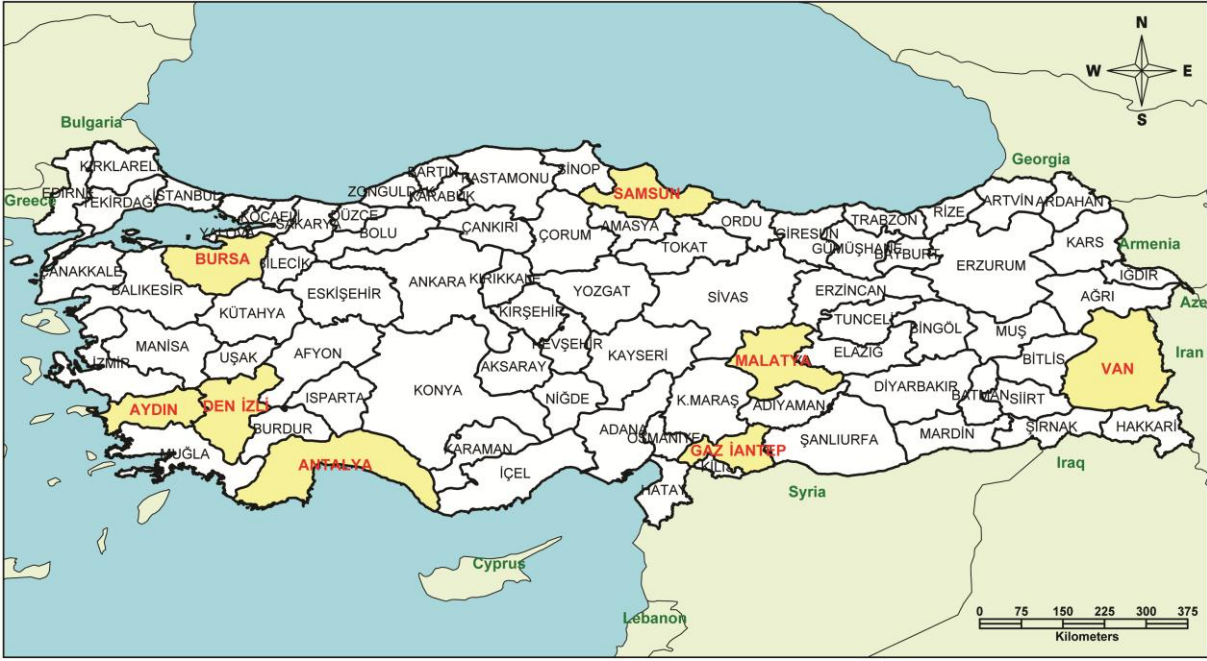 N
W E
S
Bulgaria
Greece
Georgia
Armenia
Aze
Iran
Iraq
Syria
Cyprus
Lebanon
KIRKLARELİ
EDİRNE
TEKİRDAĞ
İSTANBUL
KOCAELİ
YALOVA
SAKARYA
DÜZCE
BOLU
ZONGULDAK
BARTIN
KARABÜK
KASTAMONU
SİNOP
SAMSUN
ÇANKIRI
ÇORUM
AMASYA
TOKAT
ORDU
GİRESUN
TRABZON
GÜMÜŞHANE
BAYBURT
RİZE
ARTVİN
ARDAHAN
KARS
IĞDIR
ERZURUM
AĞRI
ÇANAKKALE
BALIKESİR
BURSA
BİLECİK
KÜTAHYA
ESKİŞEHİR
ANKARA
KIRIKKALE
KIRŞEHİR
YOZGAT
SİVAS
ERZİNCAN
TUNCELİ
BİNGÖL
MUŞ
BİTLİS
VAN
MANİSA
İZMİR
UŞAK
AFYON
KONYA
AKSARAY
NEVŞEHİR
KAYSERİ
MALATYA
ELAZIĞ
DİYARBAKIR
BATMAN
SİİRT
AYDIN
DEN İZLİ
ISPARTA
BURDUR
NİĞDE
K.MARAŞ
ADIYAMAN
ŞANLIURFA
MARDİN
ŞIRNAK
HAKKARİ
MUĞLA
ANTALYA
KARAMAN
İÇEL
ADANA
OSMANİYE
GAZ İANTEP
KİLİS
HATAY
0 75 150 225 300 375
Kilometers